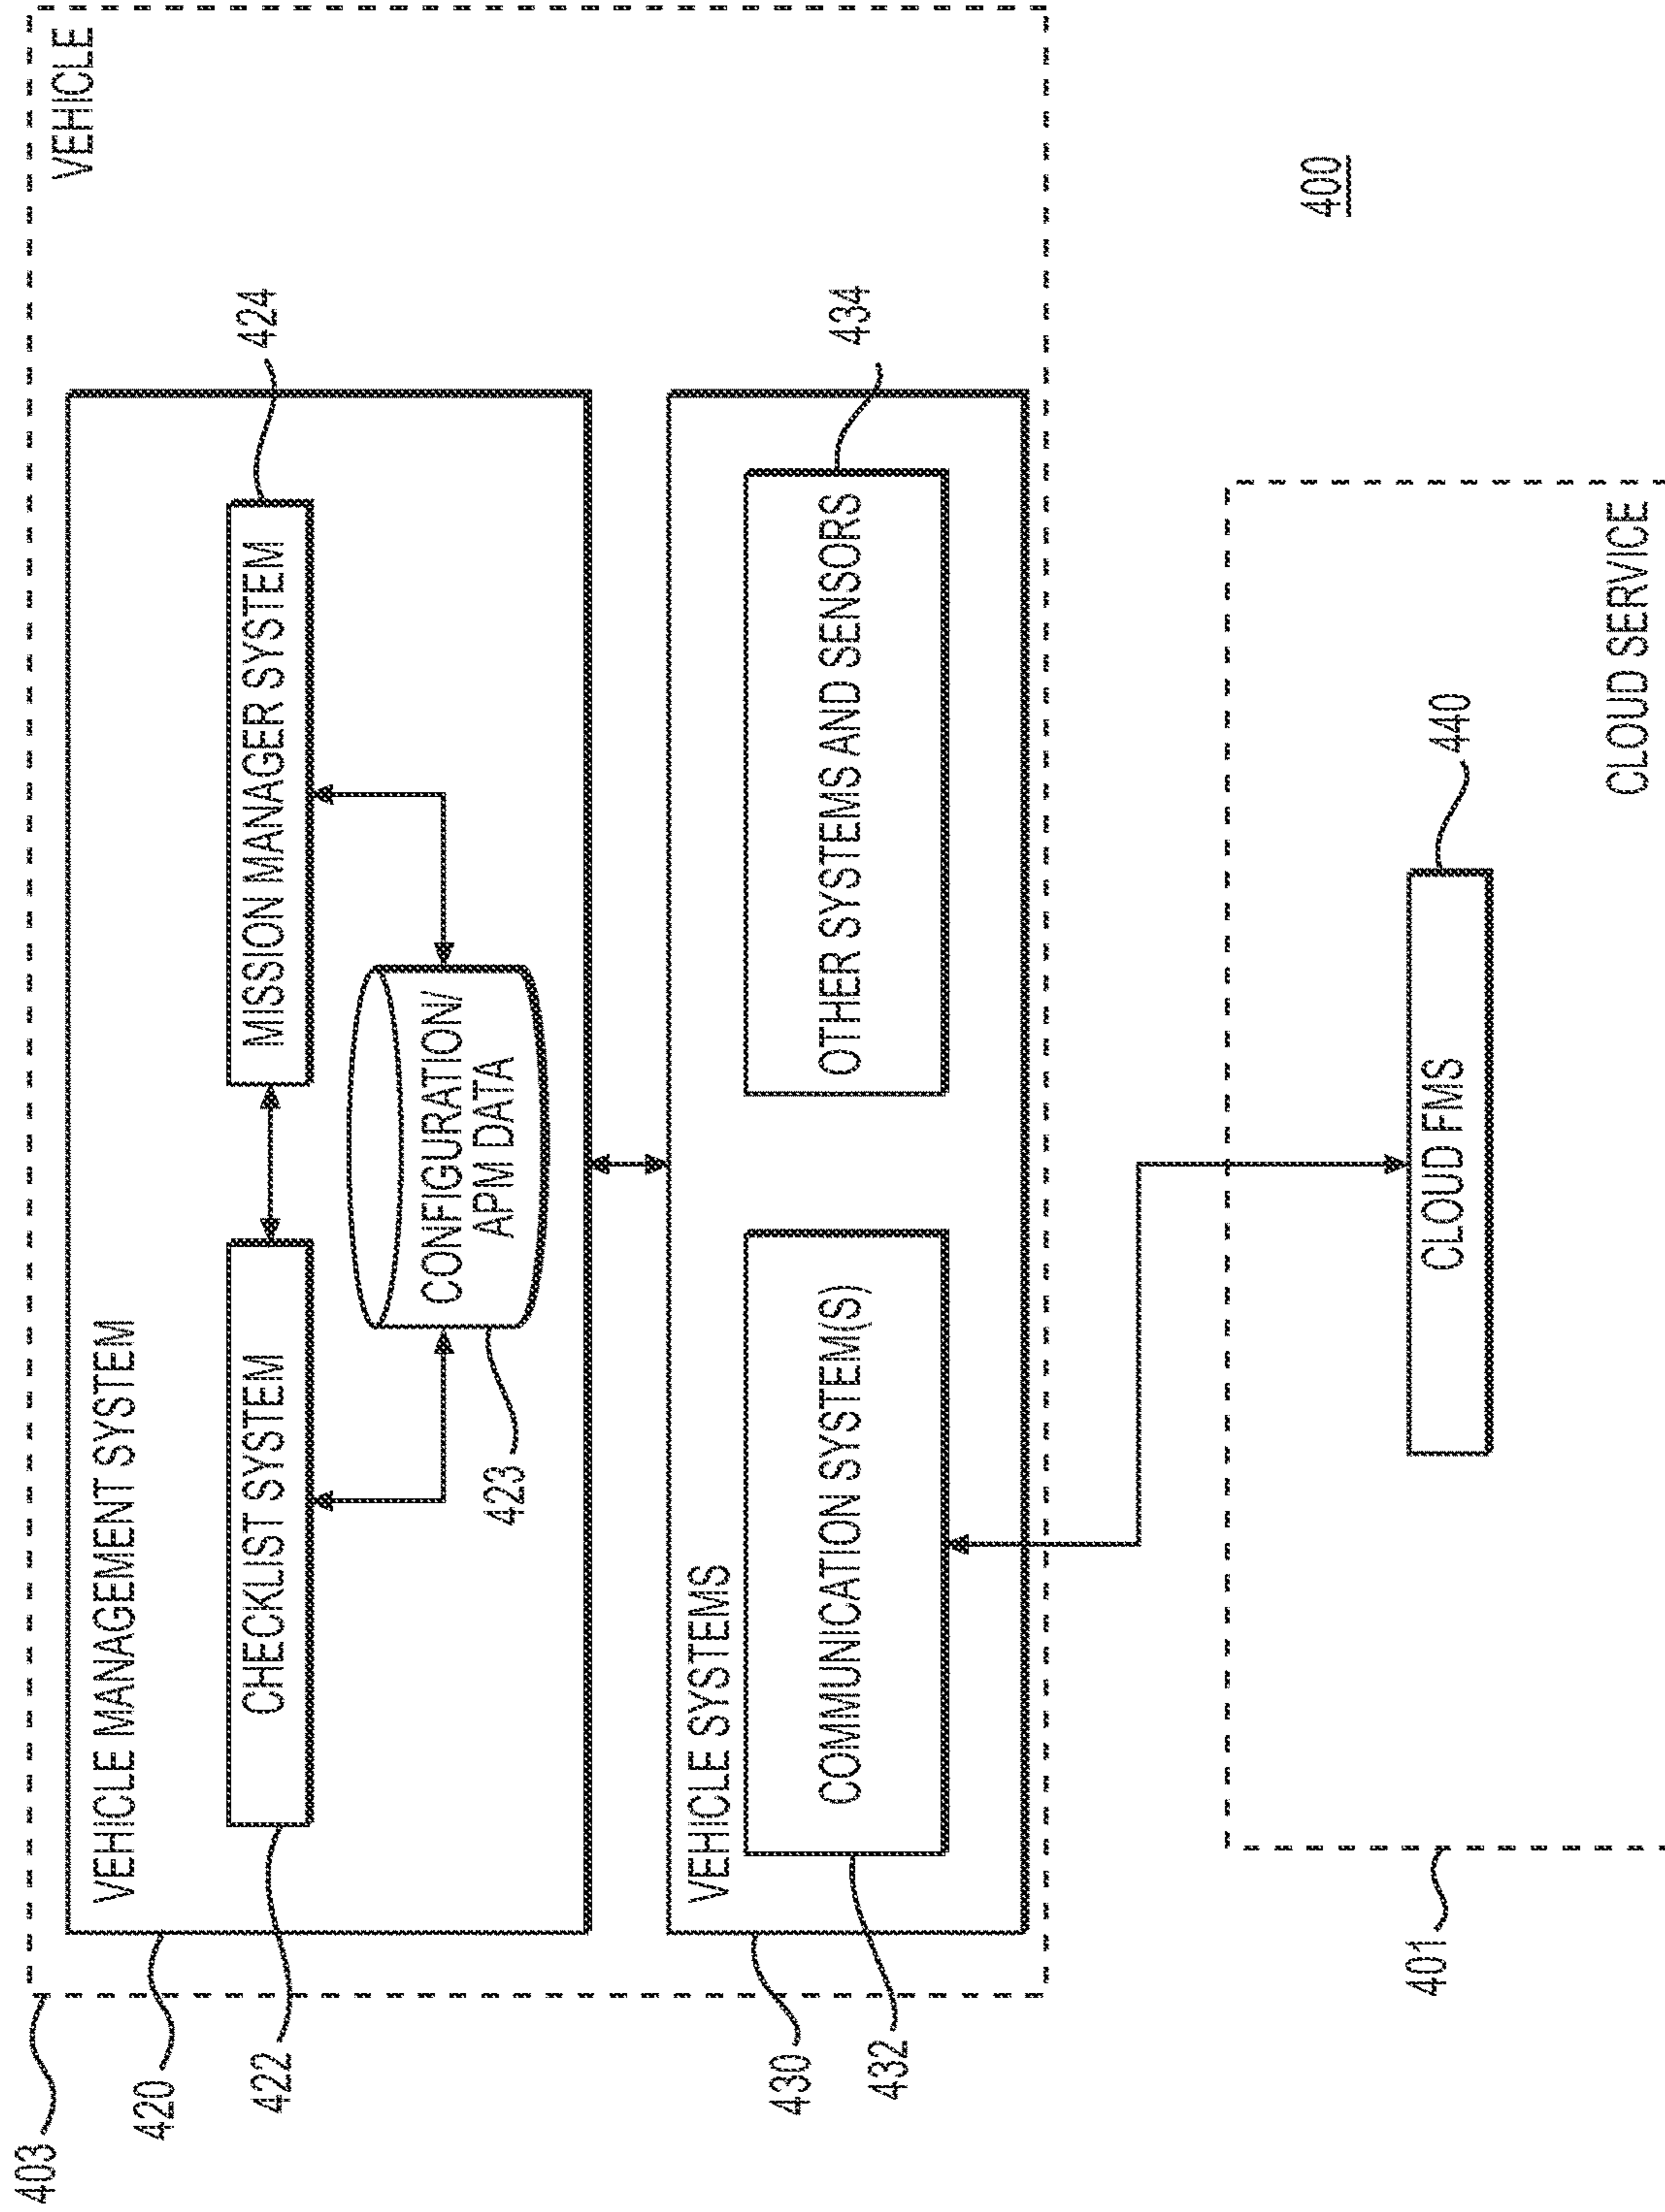 403
VEHICLE
420
VEHICLE MANAGEMENT SYSTEM
422
CHECKLIST SYSTEM
MISSION MANAGER SYSTEM
424
CONFIGURATION/
APM DATA
423
430
VEHICLE SYSTEMS
432
COMMUNICATION SYSTEM(S)
OTHER SYSTEMS AND SENSORS
434
400
401
CLOUD FMS
440
CLOUD SERVICE